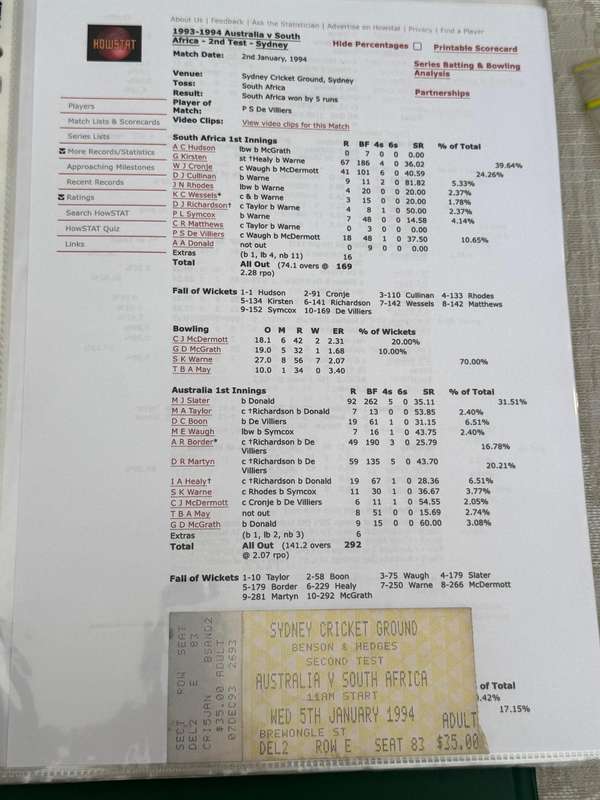 About Us | Feedback | Ask the Statistician | Advertise on Howstat | Privacy | Find a Player
HOWSTAT
1993-1994 Australia v South
Africa - 2nd Test - Sydney
Hide Percentages
Printable Scorecard
Match Date: 2nd January, 1994
Series Batting & Bowling
Analysis
Venue: Sydney Cricket Ground, Sydney
Toss: South Africa
Result: South Africa won by 5 runs
Partnerships
Player of
Match: P S De Villiers
Video Clips: View video clips for this Match
Players
Match Lists & Scorecards
Series Lists
More Records/Statistics
Approaching Milestones
Recent Records
Ratings
Search HowSTAT
HowSTAT Quiz
Links
South Africa 1st Innings R BF 4s 6s SR % of Total
A C Hudson lbw b McGrath 0 7 0 0 0.00
G Kirsten st †Healy b Warne 67 186 4 0 36.02 39.64%
W J Cronje c Waugh b McDermott 41 101 6 0 40.59 24.26%
D J Cullinan b Warne 9 11 2 0 81.82 5.33%
J N Rhodes lbw b Warne 4 20 0 0 20.00 2.37%
K C Wessels* c & b Warne 3 15 0 0 20.00 1.78%
D J Richardson† c Taylor b Warne 4 8 1 0 50.00 2.37%
P L Symcox b Warne 7 48 0 0 14.58 4.14%
C R Matthews c Taylor b Warne 0 3 0 0 0.00
P S De Villiers c Waugh b McDermott 18 48 1 0 37.50 10.65%
A A Donald not out 0 9 0 0 0.00
Extras (b 1, lb 4, nb 11) 16
Total All Out (74.1 overs @ 169
2.28 rpo)
Fall of Wickets 1-1 Hudson 2-91 Cronje 3-110 Cullinan 4-133 Rhodes
5-134 Kirsten 6-141 Richardson 7-142 Wessels 8-142 Matthews
9-152 Symcox 10-169 De Villiers
Bowling O M R W ER % of Wickets
C J McDermott 18.1 6 42 2 2.31 20.00%
G D McGrath 19.0 5 32 1 1.68 10.00%
S K Warne 27.0 8 56 7 2.07 70.00%
T B A May 10.0 1 34 0 3.40
Australia 1st Innings R BF 4s 6s SR % of Total
M J Slater b Donald 92 262 5 0 35.11 31.51%
M A Taylor c †Richardson b Donald 7 13 0 0 53.85 2.40%
D C Boon b De Villiers 19 61 1 0 31.15 6.51%
M E Waugh lbw b Symcox 7 16 1 0 43.75 2.40%
A R Border* c †Richardson b De 49 190 3 0 25.79 16.78%
Villiers
D R Martyn c †Richardson b De 59 135 5 0 43.70 20.21%
Villiers
I A Healy† c †Richardson b Donald 19 67 1 0 28.36 6.51%
S K Warne c Rhodes b Symcox 11 30 1 0 36.67 3.77%
C J McDermott c Cronje b De Villiers 6 11 1 0 54.55 2.05%
T B A May not out 8 51 0 0 15.69 2.74%
G D McGrath b Donald 9 15 0 0 60.00 3.08%
Extras (b 1, lb 2, nb 3) 6
Total All Out (141.2 overs 292
@ 2.07 rpo)
Fall of Wickets 1-10 Taylor 2-58 Boon 3-75 Waugh 4-179 Slater
5-179 Border 6-229 Healy 7-250 Warne 8-266 McDermott
9-281 Martyn 10-292 McGrath
of Total
.42%
17.15%
SECT ROW SEAT
DEL2 E 83
CRI5JAN BSAND2
$35.00 ADULT
07DEC93 2693
SYDNEY CRICKET GROUND
BENSON & HEDGES
SECOND TEST
AUSTRALIA V SOUTH AFRICA
11AM START
WED 5TH JANUARY 1994
BREWONGLE ST ADULT
DEL2 ROW E SEAT 83 $35.00